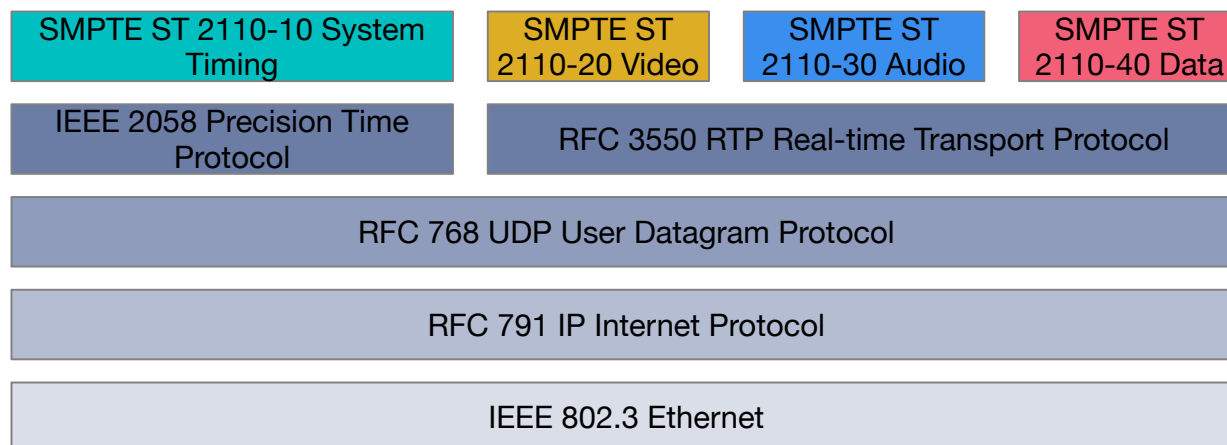 SMPTE ST 2110-10 System
Timing
SMPTE ST
2110-20 Video
SMPTE ST
2110-30 Audio
SMPTE ST
2110-40 Data
IEEE 2058 Precision Time
Protocol
RFC 3550 RTP Real-time Transport Protocol
RFC 768 UDP User Datagram Protocol
RFC 791 IP Internet Protocol
IEEE 802.3 Ethernet